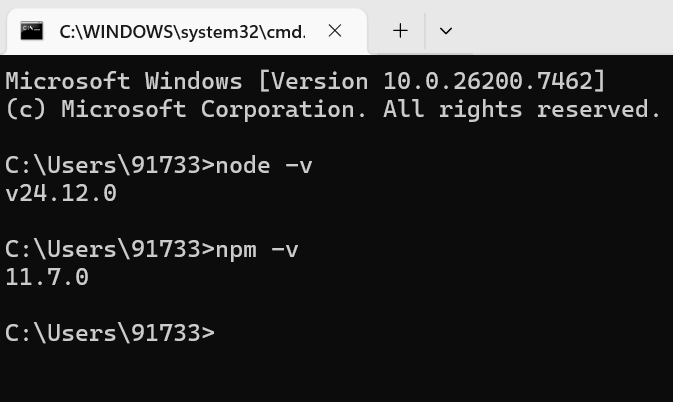 C:\WINDOWS\system32\cmd.
Microsoft Windows [Version 10.0.26200.7462]
(c) Microsoft Corporation. All rights reserved.
C:\Users\91733>node -v
v24.12.0
C:\Users\91733>npm -v
11.7.0
C:\Users\91733>